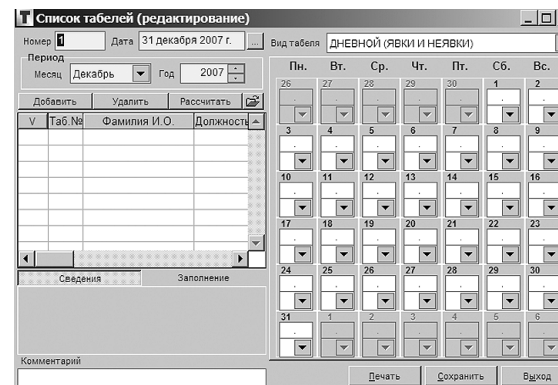 Список табелей (редактирование)
Номер 1 Дата 31 декабря 2007 г. ... Вид табеля ДНЕВНОЙ (ЯВКИ И НЕЯВКИ)
Период
Месяц Декабрь Год 2007
Добавить Удалить Рассчитать
V Таб.№ Фамилия И.О. Должность
Сведения Заполнение
Комментарий
Пн. Вт. Ср. Чт. Пт. Сб. Вс.
26 27 28 29 30 1 2
3 4 5 6 7 8 9
10 11 12 13 14 15 16
17 18 19 20 21 22 23
24 25 26 27 28 29 30
31 1 2 3 4 5 6
Печать Сохранить Выход